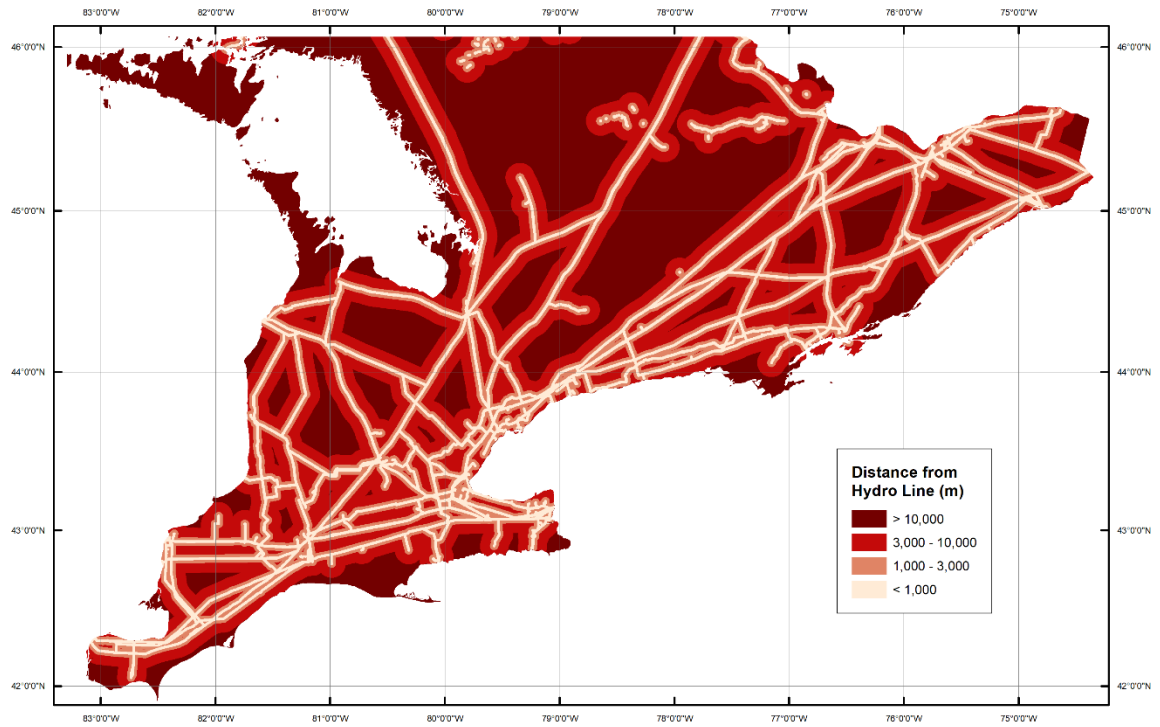 83°0'0"W 82°0'0"W 81°0'0"W 80°0'0"W 79°0'0"W 78°0'0"W 77°0'0"W 76°0'0"W 75°0'0"W
46°0'0"N 46°0'0"N
45°0'0"N 45°0'0"N
44°0'0"N 44°0'0"N
43°0'0"N 43°0'0"N
42°0'0"N 42°0'0"N
Distance from
Hydro Line (m)
> 10,000
3,000 - 10,000
1,000 - 3,000
< 1,000
83°0'0"W 82°0'0"W 81°0'0"W 80°0'0"W 79°0'0"W 78°0'0"W 77°0'0"W 76°0'0"W 75°0'0"W